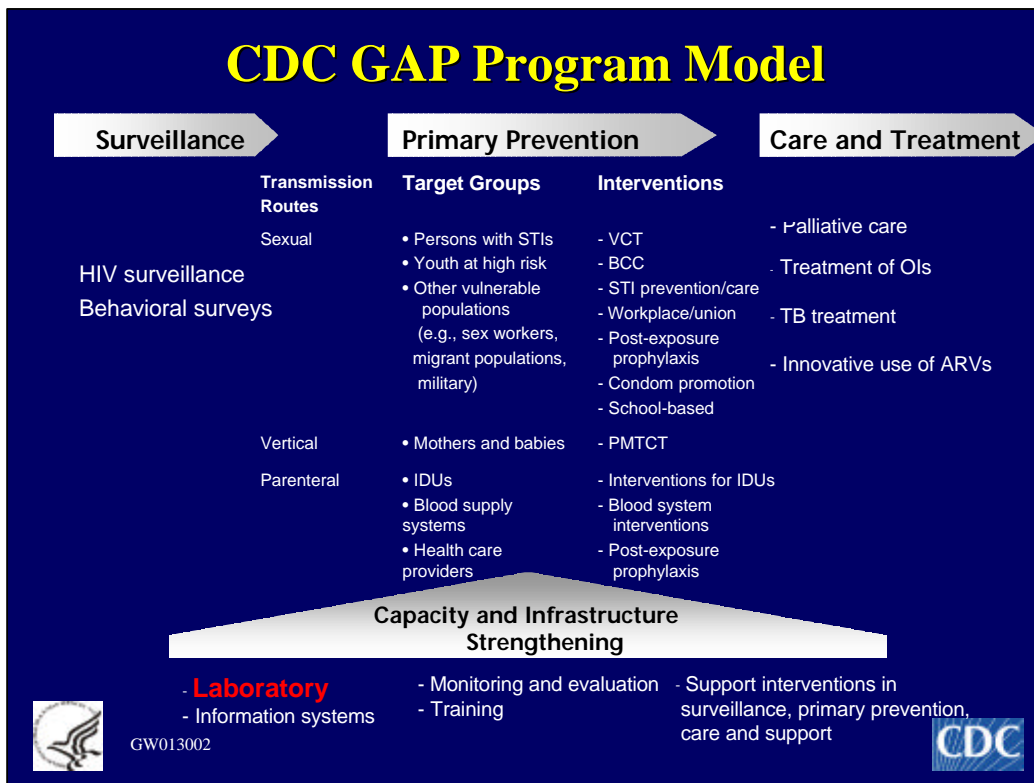 CDC GAP Program Model
Surveillance
Primary Prevention
Care and Treatment
HIV surveillance
Behavioral surveys
Transmission
Routes
Target Groups
Interventions
Sexual
• Persons with STIs
• Youth at high risk
• Other vulnerable
populations
(e.g., sex workers,
migrant populations,
military)
- VCT
- BCC
- STI prevention/care
- Workplace/union
- Post-exposure
prophylaxis
- Condom promotion
- School-based
Vertical
• Mothers and babies
- PMTCT
Parenteral
• IDUs
• Blood supply
systems
• Health care
providers
- Interventions for IDUs
- Blood system
interventions
- Post-exposure
prophylaxis
- Palliative care
- Treatment of OIs
- TB treatment
- Innovative use of ARVs
Capacity and Infrastructure
Strengthening
- Laboratory
- Information systems
- Monitoring and evaluation
- Training
- Support interventions in
surveillance, primary prevention,
care and support
GW013002
CDC